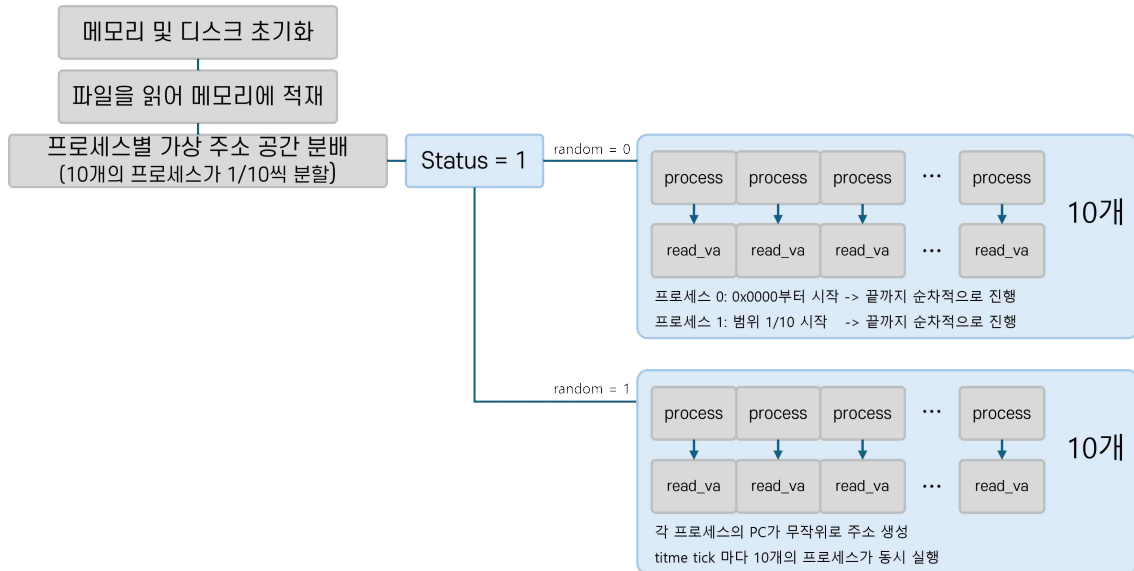 메모리 및 디스크 초기화
파일을 읽어 메모리에 적재
프로세스별 가상 주소 공간 분배
(10개의 프로세스가 1/10씩 분할)
Status = 1
random = 0
process process process ... process
10개
read_va read_va read_va ... read_va
프로세스 0: 0x0000부터 시작 -> 끝까지 순차적으로 진행
프로세스 1: 범위 1/10 시작 -> 끝까지 순차적으로 진행
random = 1
process process process ... process
10개
read_va read_va read_va ... read_va
각 프로세스의 PC가 무작위로 주소 생성
titme tick 마다 10개의 프로세스가 동시 실행